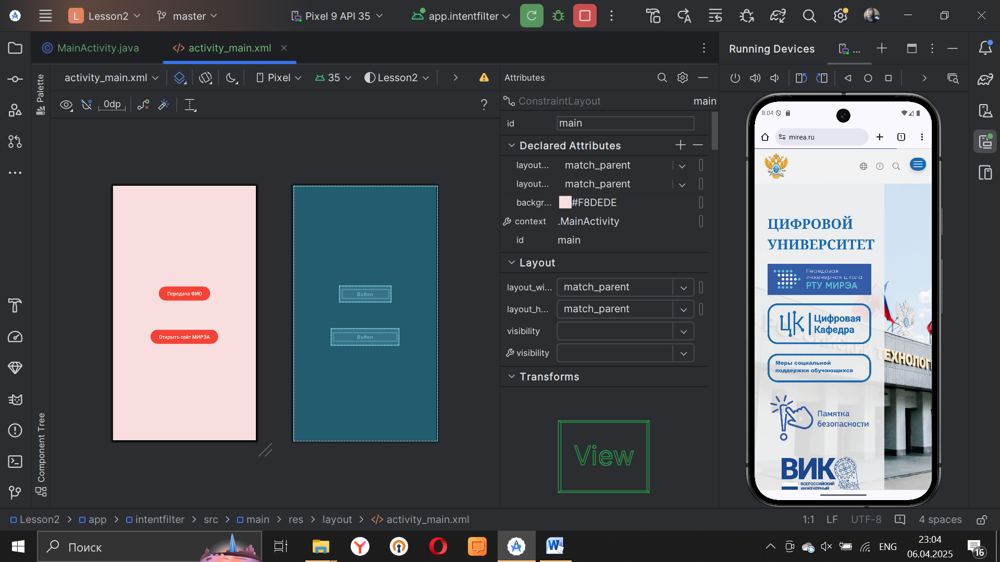 L Lesson2
master
Pixel 9 API 35
app.intentfilter
MainActivity.java
activity_main.xml
Running Devices
...
activity_main.xml
Pixel
35
Lesson2
Attributes
0dp
?
Palette
Component Tree
ConstraintLayout
main
id
main
Declared Attributes
layout... match_parent
layout... match_parent
backgr... #F8DEDE
context .MainActivity
id main
Layout
layout_wi... match_parent
layout_h... match_parent
visibility
visibility
Transforms
View
Передача ФИО
Открыть сайт МИРЭА
Button
Button
8:04
mirea.ru
1
ЦИФРОВОЙ
УНИВЕРСИТЕТ
Передовая
инженерная школа
РТУ МИРЭА
ЦК Цифровая
Кафедра
РОССИЙСКИЙ ТЕХНОЛОГ
Меры социальной
поддержки обучающихся
Памятка
безопасности
ВИК
ВСЕРОССИЙСКИЙ
ИНЖЕНЕРНЫЙ
Lesson2 > app > intentfilter > src > main > res > layout > activity_main.xml
1:1 LF UTF-8 4 spaces
Поиск
ENG
23:04
06.04.2025
16